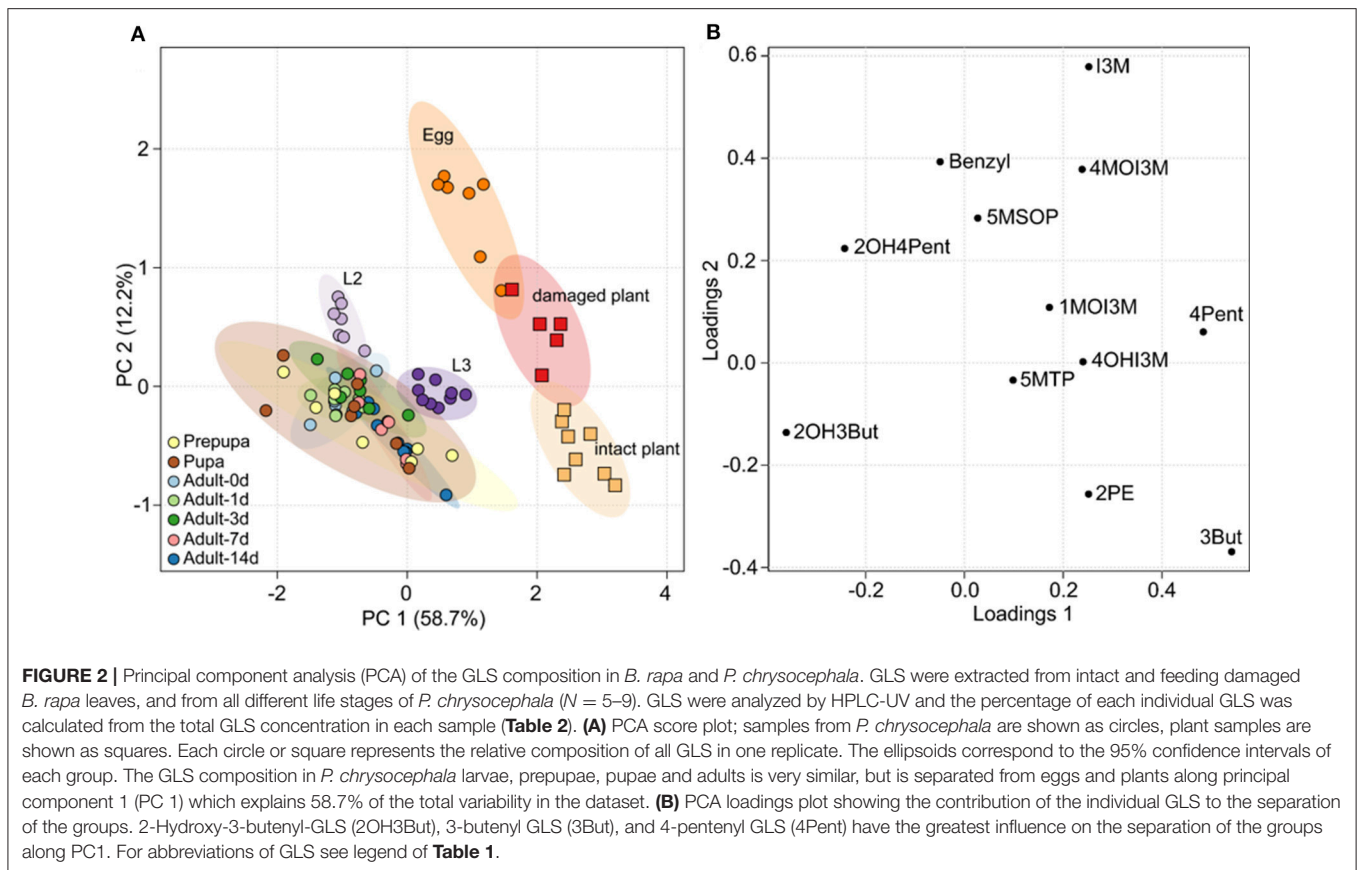 A
B
Egg
damaged plant
L2
L3
intact plant
Prepupa
Pupa
Adult-0d
Adult-1d
Adult-3d
Adult-7d
Adult-14d
2
1
0
-1
PC 2 (12.2%)
-2
0
2
4
PC 1 (58.7%)
0.6
0.4
0.2
0.0
-0.2
-0.4
Loadings 2
I3M
Benzyl
4MOI3M
5MSOP
2OH4Pent
1MOI3M
4Pent
4OHI3M
5MTP
2OH3But
2PE
3But
-0.2
0.0
0.2
0.4
Loadings 1
FIGURE 2 | Principal component analysis (PCA) of the GLS composition in B. rapa and P. chrysocephala. GLS were extracted from intact and feeding damaged
B. rapa leaves, and from all different life stages of P. chrysocephala (N = 5–9). GLS were analyzed by HPLC-UV and the percentage of each individual GLS was
calculated from the total GLS concentration in each sample (Table 2). (A) PCA score plot; samples from P. chrysocephala are shown as circles, plant samples are
shown as squares. Each circle or square represents the relative composition of all GLS in one replicate. The ellipsoids correspond to the 95% confidence intervals of
each group. The GLS composition in P. chrysocephala larvae, prepupae, pupae and adults is very similar, but is separated from eggs and plants along principal
component 1 (PC 1) which explains 58.7% of the total variability in the dataset. (B) PCA loadings plot showing the contribution of the individual GLS to the separation
of the groups. 2-Hydroxy-3-butenyl-GLS (2OH3But), 3-butenyl GLS (3But), and 4-pentenyl GLS (4Pent) have the greatest influence on the separation of the groups
along PC1. For abbreviations of GLS see legend of Table 1.